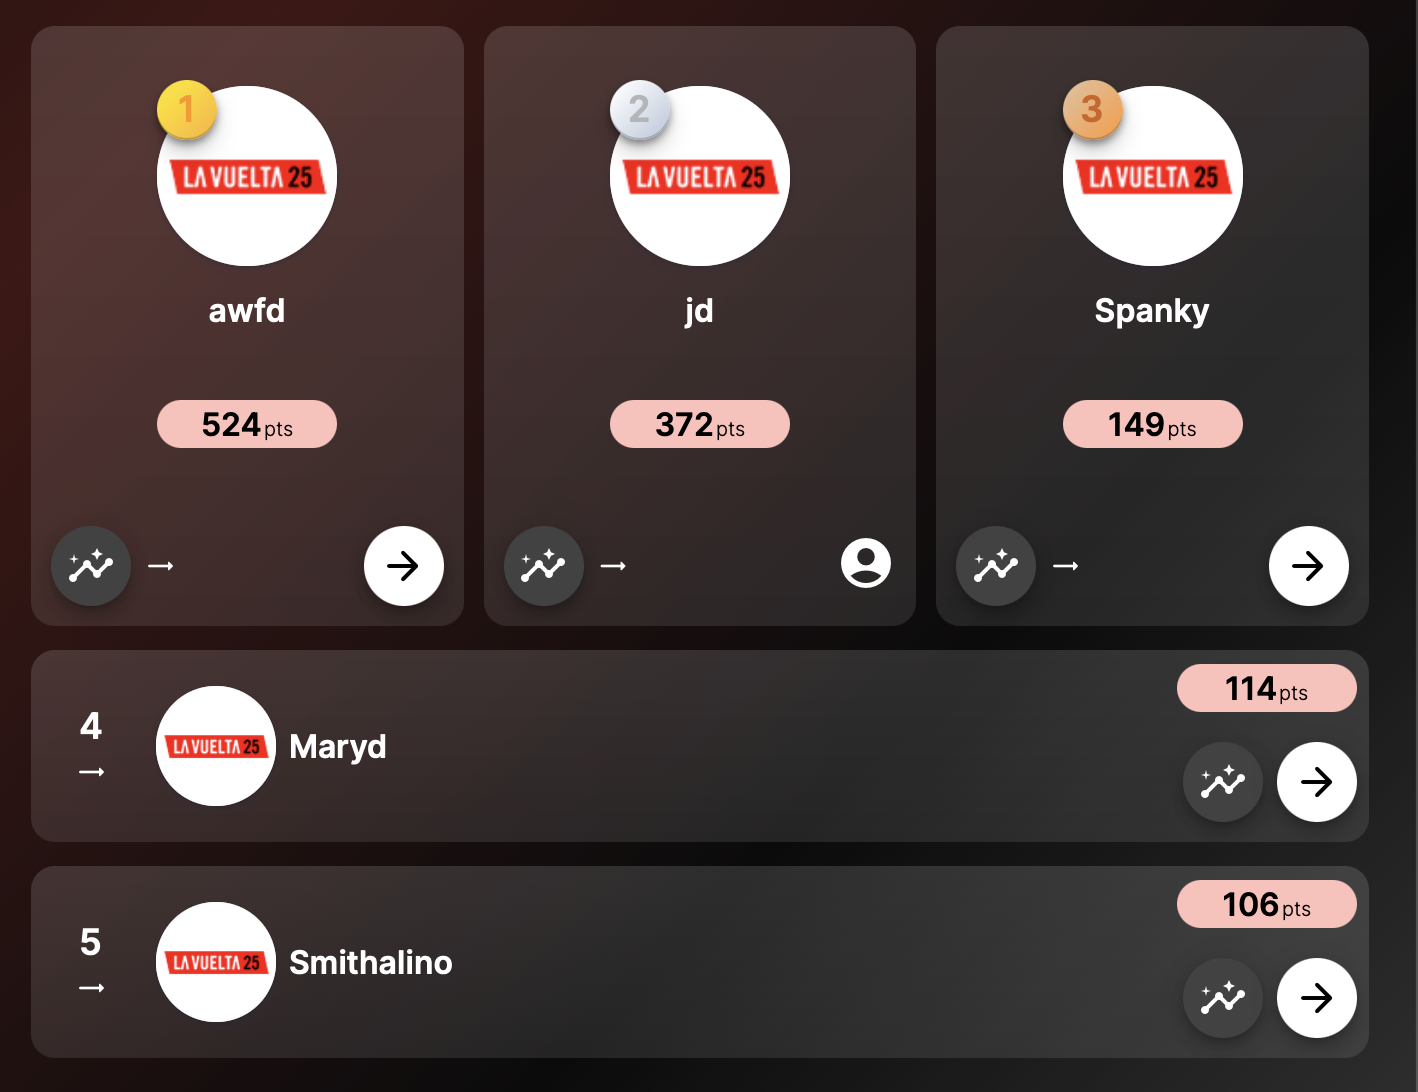 1
LA VUELTA 25
awfd
524 pts
2
LA VUELTA 25
jd
372 pts
3
LA VUELTA 25
Spanky
149 pts
4
LA VUELTA 25
Maryd
114 pts
5
LA VUELTA 25
Smithalino
106 pts